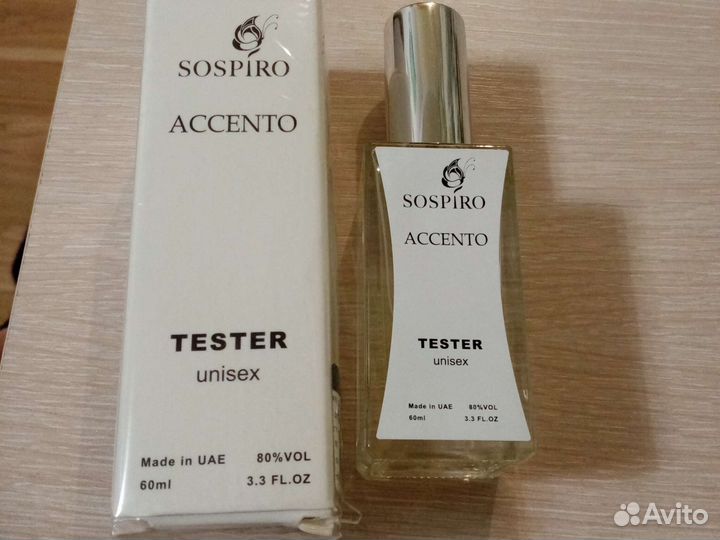 SOSPIRO
ACCENTO
TESTER
unisex
Made in UAE 80%VOL
60ml 3.3 FL.OZ
SOSPIRO
ACCENTO
TESTER
unisex
Made in UAE 80%VOL
60ml 3.3 FL.OZ
Avito